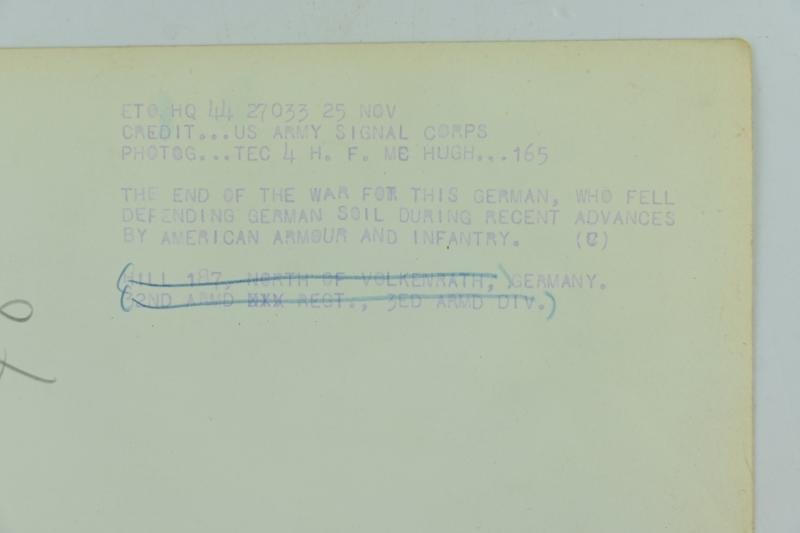 ETO HQ 44 27033 25 NOV
CREDIT...US ARMY SIGNAL CORPS
PHOTOG...TEC 4 H. F. MC HUGH...165
THE END OF THE WAR FOR THIS GERMAN, WHO FELL
DEFENDING GERMAN SOIL DURING RECENT ADVANCES
BY AMERICAN ARMOUR AND INFANTRY. (C)
(HILL 187, NORTH OF VOLKENRATH,) GERMANY.
(32ND ARMD XXX REGT., 3ED ARMD DIV.)